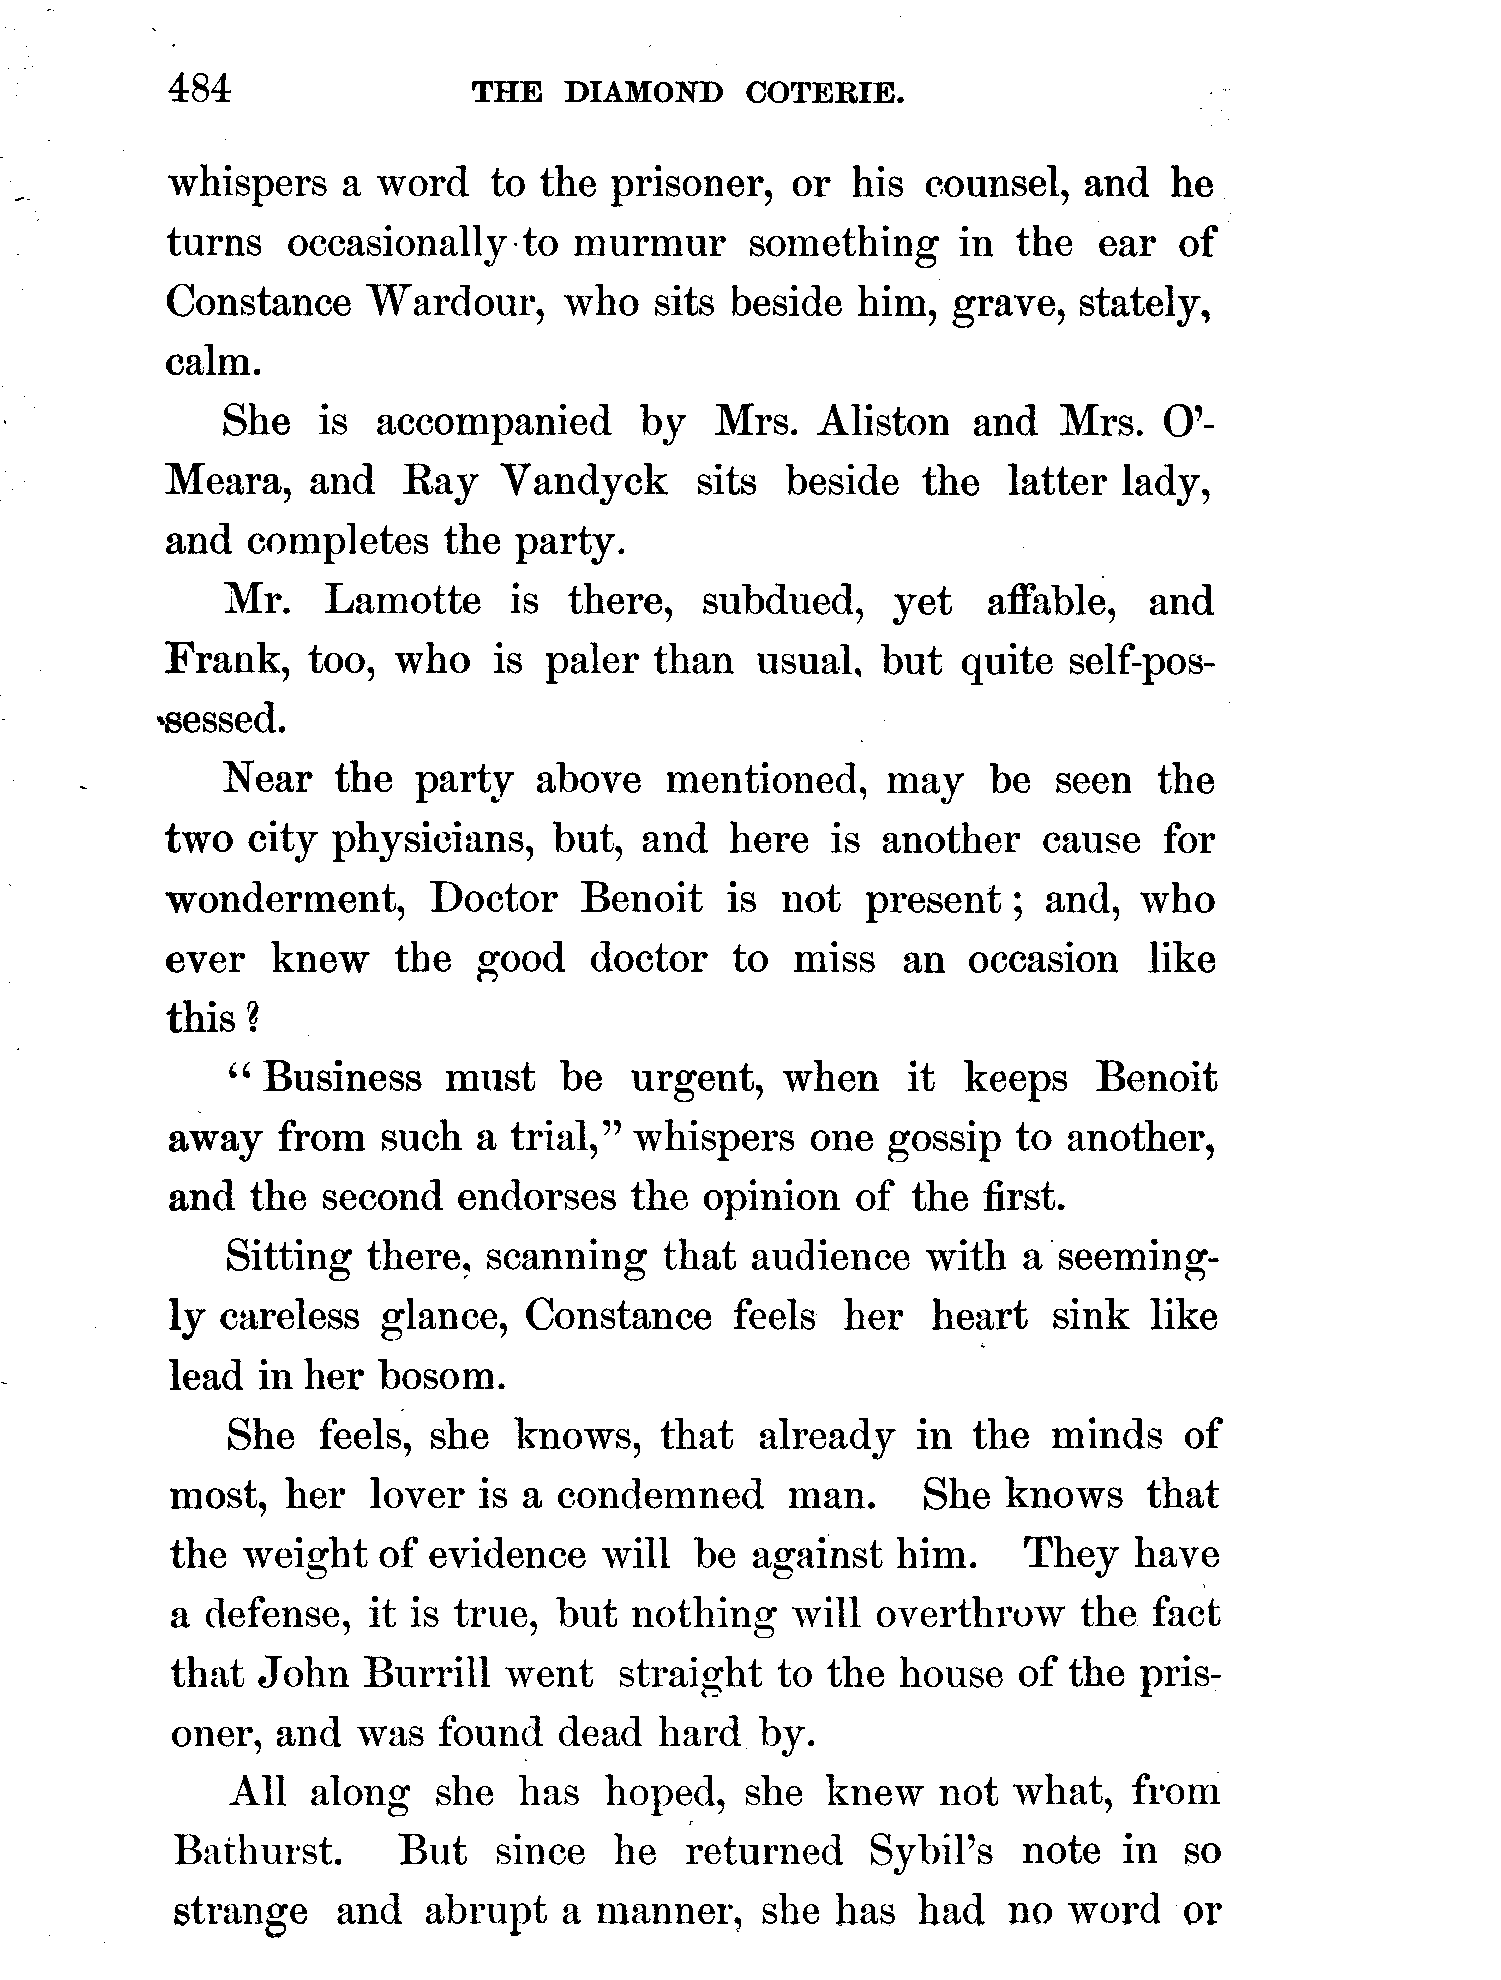 484 THE DIAMOND COTERIE.
whispers a word to the prisoner, or his counsel, and he
turns occasionally to murmur something in the ear of
Constance Wardour, who sits beside him, grave, stately,
calm.
She is accompanied by Mrs. Aliston and Mrs. O'-
Meara, and Ray Vandyck sits beside the latter lady,
and completes the party.
Mr. Lamotte is there, subdued, yet affable, and
Frank, too, who is paler than usual, but quite self-pos-
sessed.
Near the party above mentioned, may be seen the
two city physicians, but, and here is another cause for
wonderment, Doctor Benoit is not present; and, who
ever knew the good doctor to miss an occasion like
this?
"Business must be urgent, when it keeps Benoit
away from such a trial," whispers one gossip to another,
and the second endorses the opinion of the first.
Sitting there, scanning that audience with a seeming-
ly careless glance, Constance feels her heart sink like
lead in her bosom.
She feels, she knows, that already in the minds of
most, her lover is a condemned man. She knows that
the weight of evidence will be against him. They have
a defense, it is true, but nothing will overthrow the fact
that John Burrill went straight to the house of the pris-
oner, and was found dead hard by.
All along she has hoped, she knew not what, from
Bathurst. But since he returned Sybil's note in so
strange and abrupt a manner, she has had no word or